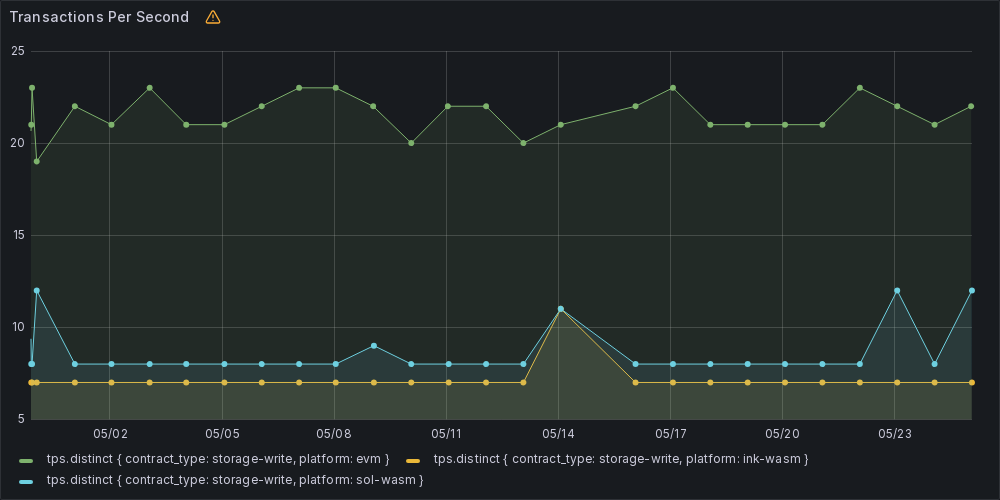 Transactions Per Second
25
20
15
10
5
05/02 05/05 05/08 05/11 05/14 05/17 05/20 05/23
tps.distinct { contract_type: storage-write, platform: evm } tps.distinct { contract_type: storage-write, platform: ink-wasm }
tps.distinct { contract_type: storage-write, platform: sol-wasm }